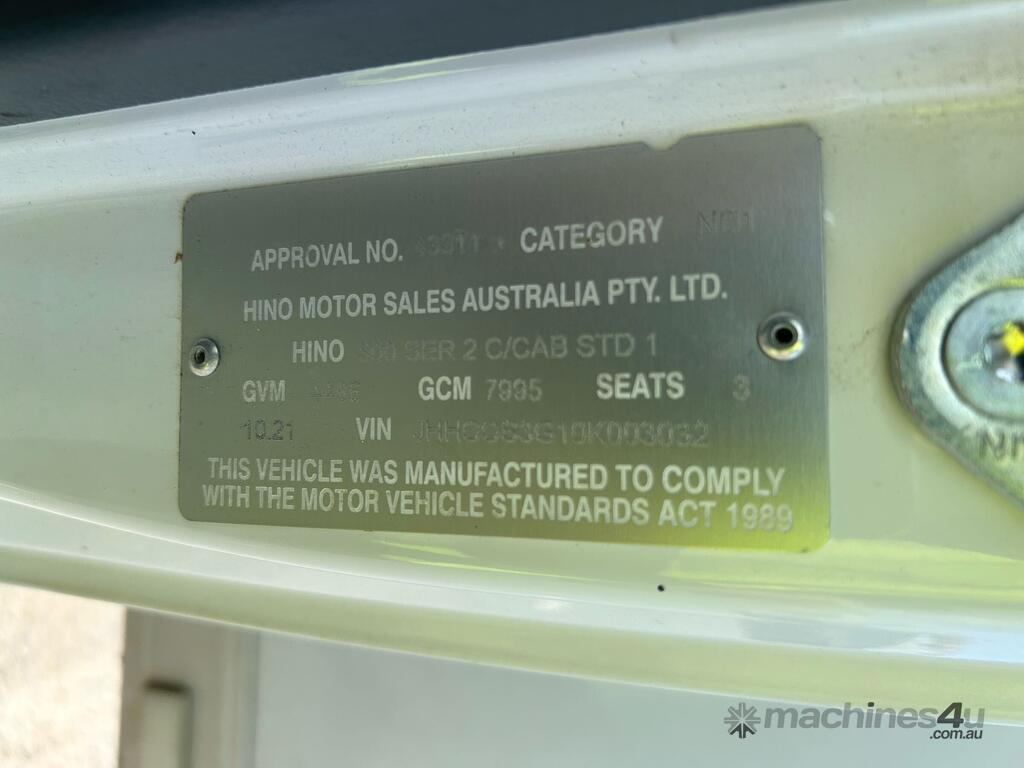 APPROVAL NO. CATEGORY
HINO MOTOR SALES AUSTRALIA PTY. LTD.
HINO SER 2 C/CAB STD 1
GVM GCM 7995 SEATS 3
10.21 VIN
THIS VEHICLE WAS MANUFACTURED TO COMPLY
WITH THE MOTOR VEHICLE STANDARDS ACT 1989
machines4u
.com.au